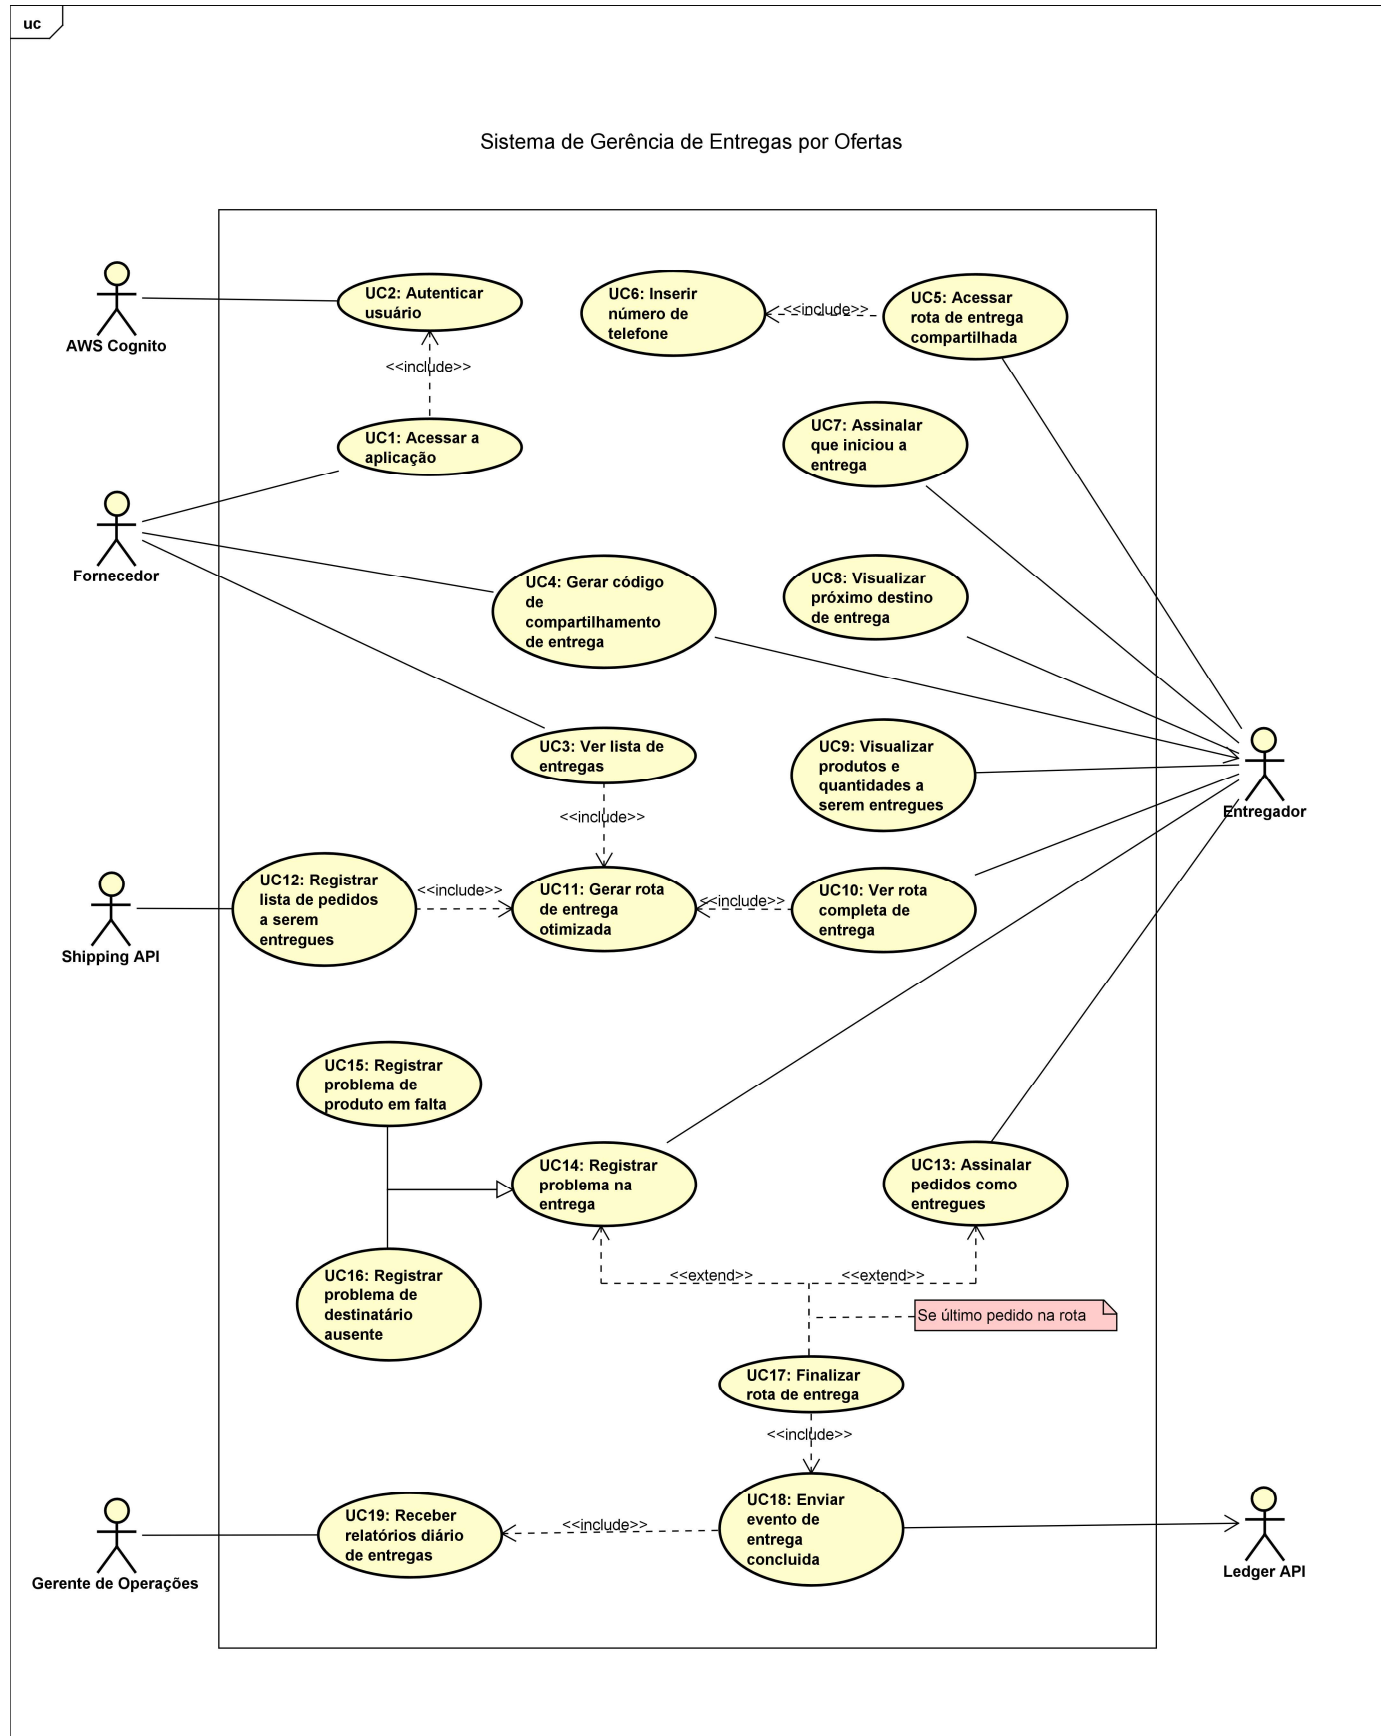 uc
Sistema de Gerência de Entregas por Ofertas
AWS Cognito
UC2: Autenticar
usuário
UC6: Inserir
número de
telefone
<<include>>
UC5: Acessar
rota de entrega
compartilhada
<<include>>
UC1: Acessar a
aplicação
UC7: Assinalar
que iniciou a
entrega
Fornecedor
UC4: Gerar código
de
compartilhamento
de entrega
UC8: Visualizar
próximo destino
de entrega
UC3: Ver lista de
entregas
UC9: Visualizar
produtos e
quantidades a
serem entregues
Entregador
<<include>>
Shipping API
UC12: Registrar
lista de pedidos
a serem
entregues
<<include>>
UC11: Gerar rota
de entrega
otimizada
<<include>>
UC10: Ver rota
completa de
entrega
UC15: Registrar
problema de
produto em falta
UC14: Registrar
problema na
entrega
UC13: Assinalar
pedidos como
entregues
UC16: Registrar
problema de
destinatário
ausente
<<extend>>
<<extend>>
Se último pedido na rota
UC17: Finalizar
rota de entrega
<<include>>
Gerente de Operações
UC19: Receber
relatórios diário
de entregas
<<include>>
UC18: Enviar
evento de
entrega
concluida
Ledger API